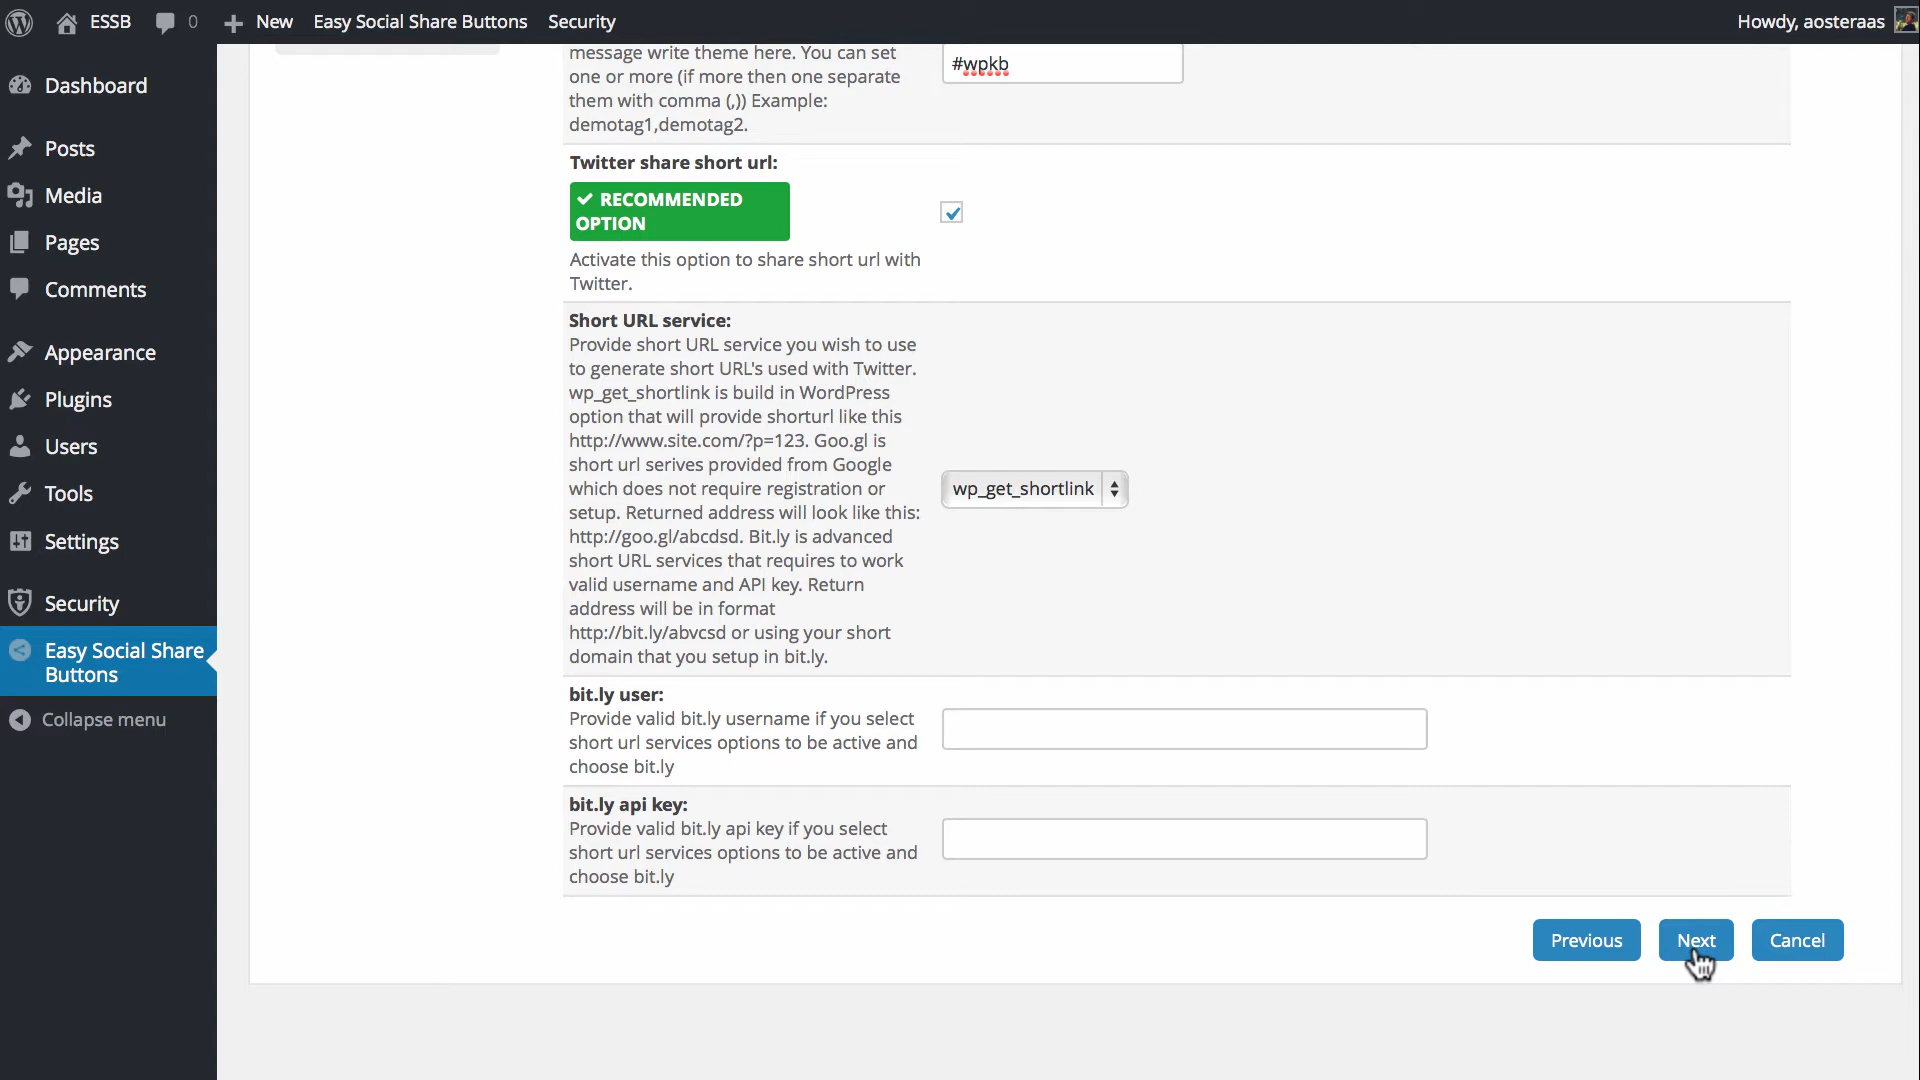 ESSB 0 New Easy Social Share Buttons Security Howdy, aosteraas
Dashboard
Posts
Media
Pages
Comments
Appearance
Plugins
Users
Tools
Settings
Security
Easy Social Share
Buttons
Collapse menu
message write theme here. You can set
one or more (if more then one separate
them with comma (,)) Example:
demotag1,demotag2.
#wpkb
Twitter share short url:
RECOMMENDED
OPTION
Activate this option to share short url with
Twitter.
Short URL service:
Provide short URL service you wish to use
to generate short URL's used with Twitter.
wp_get_shortlink is build in WordPress
option that will provide shorturl like this
http://www.site.com/?p=123. Goo.gl is
short url serives provided from Google
which does not require registration or
setup. Returned address will look like this:
http://goo.gl/abcdsd. Bit.ly is advanced
short URL services that requires to work
valid username and API key. Return
address will be in format
http://bit.ly/abvcsd or using your short
domain that you setup in bit.ly.
wp_get_shortlink
bit.ly user:
Provide valid bit.ly username if you select
short url services options to be active and
choose bit.ly
bit.ly api key:
Provide valid bit.ly api key if you select
short url services options to be active and
choose bit.ly
Previous Next Cancel